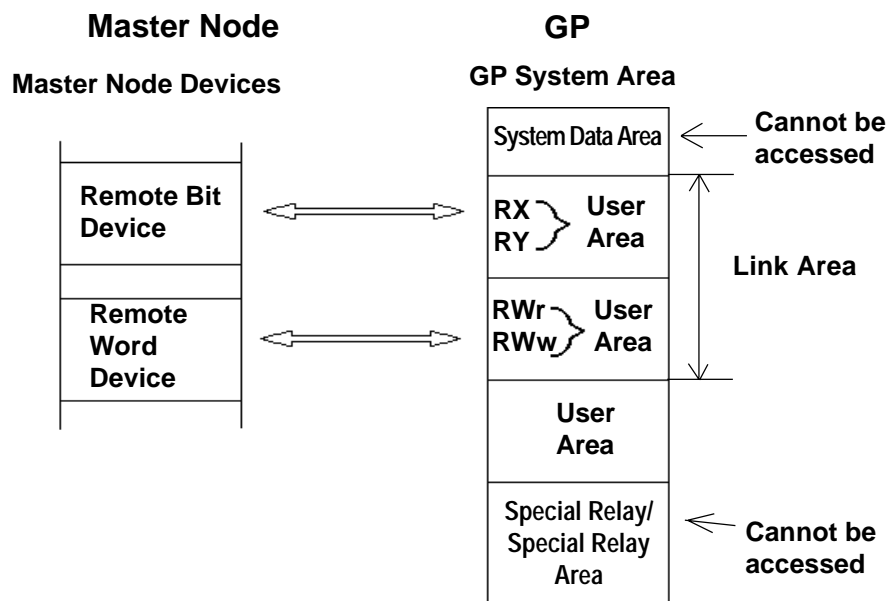 Master Node
GP
Master Node Devices
GP System Area
System Data Area
Cannot be
accessed
Remote Bit
Device
RX
RY
User
Area
Link Area
Remote
Word
Device
RWr
RWw
User
Area
User
Area
Special Relay/
Special Relay
Area
Cannot be
accessed